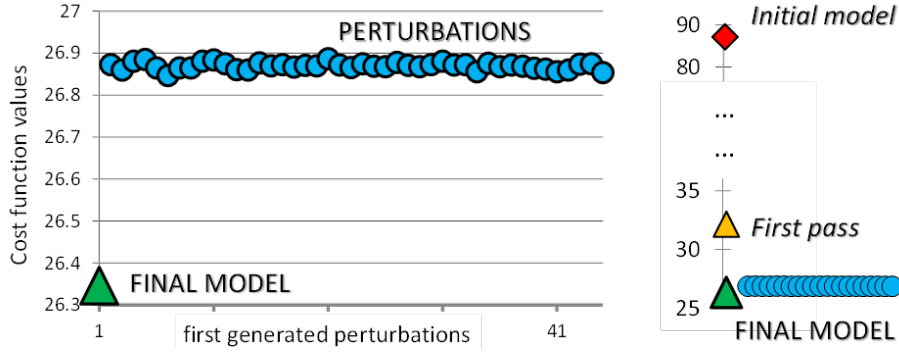 27
26.9
26.8
26.7
26.6
26.5
26.4
26.3
Cost function values
PERTURBATIONS
FINAL MODEL
1
first generated perturbations
41
90
80
...
...
35
30
25
Initial model
First pass
FINAL MODEL